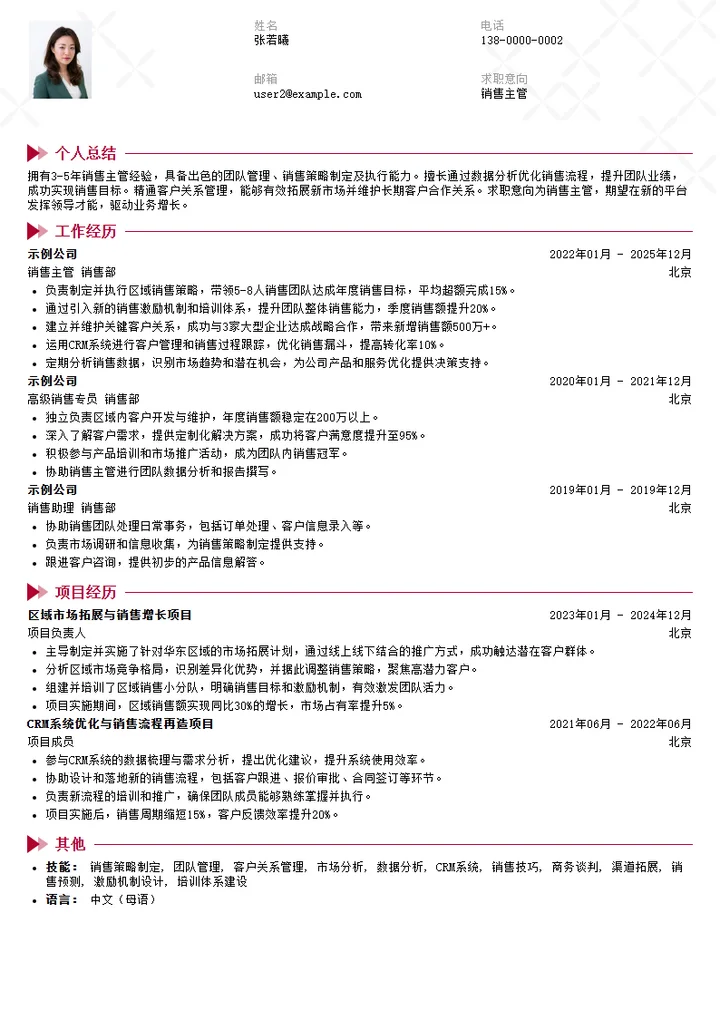 姓名
张若曦
电话
138-0000-0002
邮箱
user2@example.com
求职意向
销售主管
个人总结
拥有3-5年销售主管经验，具备出色的团队管理、销售策略制定及执行能力。擅长通过数据分析优化销售流程，提升团队业绩，
成功实现销售目标。精通客户关系管理，能够有效拓展新市场并维护长期客户合作关系。求职意向为销售主管，期望在新的平台
发挥领导才能，驱动业务增长。
工作经历
示例公司 2022年01月 - 2025年12月
销售主管 销售部 北京
• 负责制定并执行区域销售策略，带领5-8人销售团队达成年度销售目标，平均超额完成15%。
• 通过引入新的销售激励机制和培训体系，提升团队整体销售能力，季度销售额提升20%。
• 建立并维护关键客户关系，成功与3家大型企业达成战略合作，带来新增销售额500万+。
• 运用CRM系统进行客户管理和销售过程跟踪，优化销售漏斗，提高转化率10%。
• 定期分析销售数据，识别市场趋势和潜在机会，为公司产品和服务优化提供决策支持。
示例公司 2020年01月 - 2021年12月
高级销售专员 销售部 北京
• 独立负责区域内客户开发与维护，年度销售额稳定在200万以上。
• 深入了解客户需求，提供定制化解决方案，成功将客户满意度提升至95%。
• 积极参与产品培训和市场推广活动，成为团队内销售冠军。
• 协助销售主管进行团队数据分析和报告撰写。
示例公司 2019年01月 - 2019年12月
销售助理 销售部 北京
• 协助销售团队处理日常事务，包括订单处理、客户信息录入等。
• 负责市场调研和信息收集，为销售策略制定提供支持。
• 跟进客户咨询，提供初步的产品信息解答。
项目经历
区域市场拓展与销售增长项目 2023年01月 - 2024年12月
项目负责人 北京
• 主导制定并实施了针对华东区域的市场拓展计划，通过线上线下结合的推广方式，成功触达潜在客户群体。
• 分析区域市场竞争格局，识别差异化优势，并据此调整销售策略，聚焦高潜力客户。
• 组建并培训了区域销售小分队，明确销售目标和激励机制，有效激发团队活力。
• 项目实施期间，区域销售额实现同比30%的增长，市场占有率提升5%。
CRM系统优化与销售流程再造项目 2021年06月 - 2022年06月
项目成员 北京
• 参与CRM系统的数据梳理与需求分析，提出优化建议，提升系统使用效率。
• 协助设计和落地新的销售流程，包括客户跟进、报价审批、合同签订等环节。
• 负责新流程的培训和推广，确保团队成员能够熟练掌握并执行。
• 项目实施后，销售周期缩短15%，客户反馈效率提升20%。
其他
• 技能： 销售策略制定, 团队管理, 客户关系管理, 市场分析, 数据分析, CRM系统, 销售技巧, 商务谈判, 渠道拓展, 销
售预测, 激励机制设计, 培训体系建设
• 语言： 中文（母语）